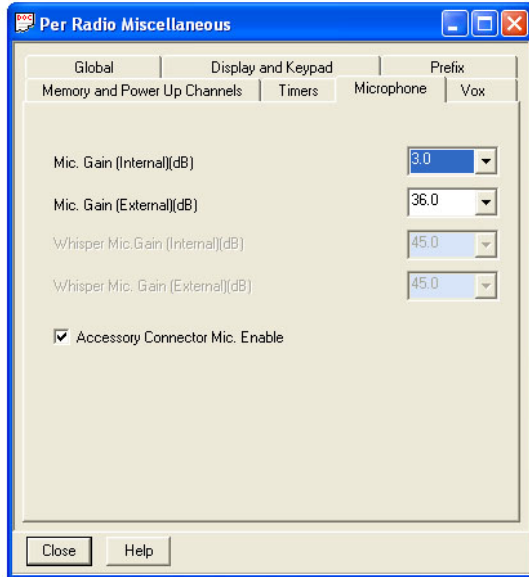 Per Radio Miscellaneous
Global Display and Keypad Prefix
Memory and Power Up Channels Timers Microphone Vox
Mic. Gain (Internal)(dB) 3.0
Mic. Gain (External)(dB) 36.0
Whisper Mic.Gain (Internal)(dB) 45.0
Whisper Mic. Gain (External)(dB) 45.0
Accessory Connector Mic. Enable
Close Help